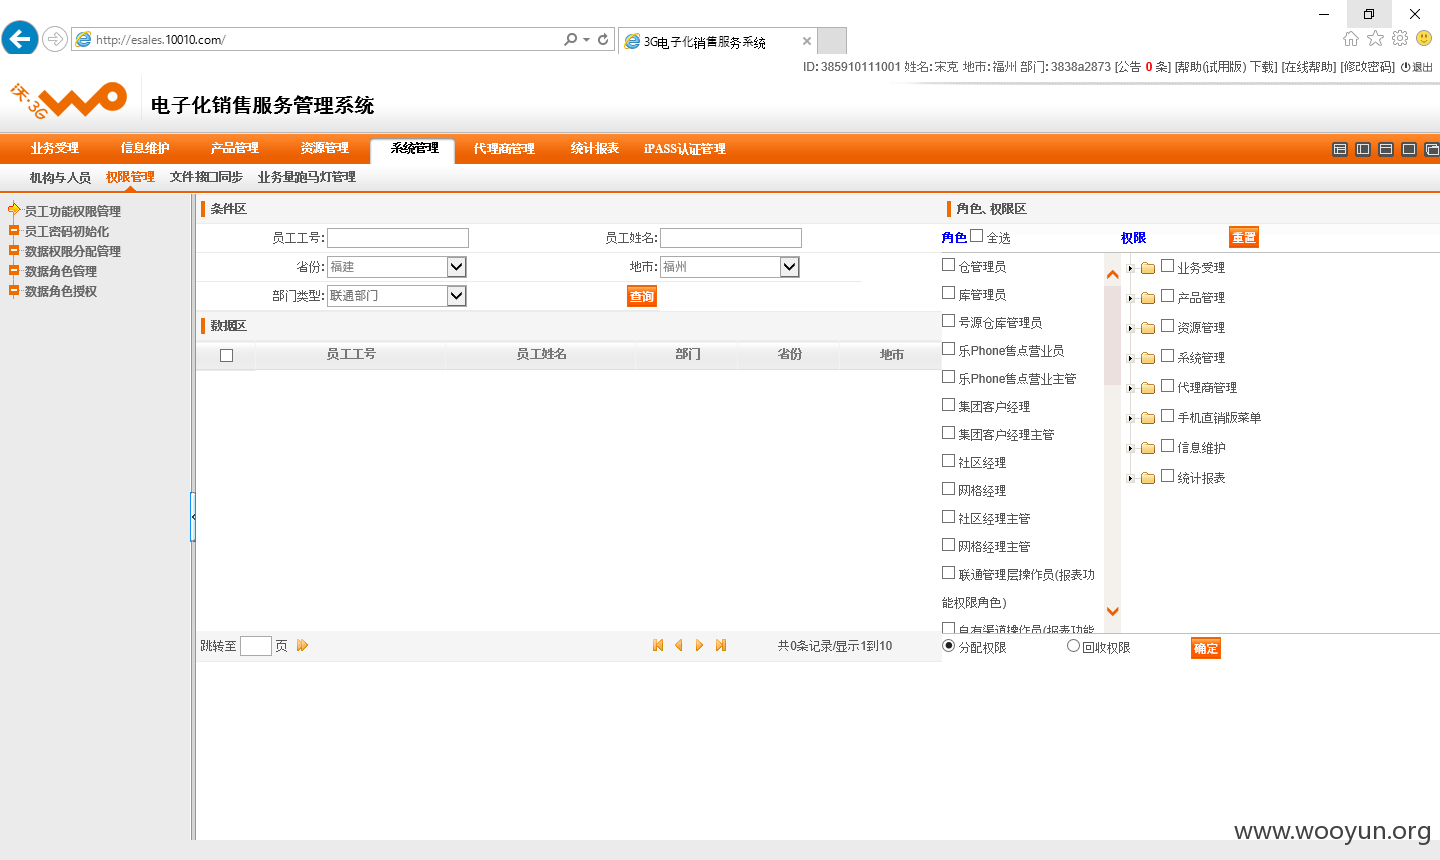 http://esales.10010.com/
3G电子化销售服务系统
ID: 385910111001 姓名: 宋克 地市: 福州 部门: 3838a2873 [公告 0 条] [帮助(试用版) 下载] [在线帮助] [修改密码] 退出
沃.3G
电子化销售服务管理系统
业务受理 信息维护 产品管理 资源管理 系统管理 代理商管理 统计报表 iPASS认证管理
机构与人员 权限管理 文件接口同步 业务量跑马灯管理
员工功能权限管理
员工密码初始化
数据权限分配管理
数据角色管理
数据角色授权
条件区
员工工号: 员工姓名:
省份: 福建 地市: 福州
部门类型: 联通部门 查询
数据区
员工工号 员工姓名 部门 省份 地市
跳转至 页 共0条记录/显示1到10
角色、权限区
角色 全选 权限 重置
仓管理员
库管理员
号源仓库管理员
乐Phone售点营业员
乐Phone售点营业主管
集团客户经理
集团客户经理主管
社区经理
网格经理
社区经理主管
网格经理主管
联通管理层操作员(报表功
能权限角色)
自有渠道操作员(报表功能
业务受理
产品管理
资源管理
系统管理
代理商管理
手机直销版菜单
信息维护
统计报表
分配权限 回收权限 确定
www.wooyun.org